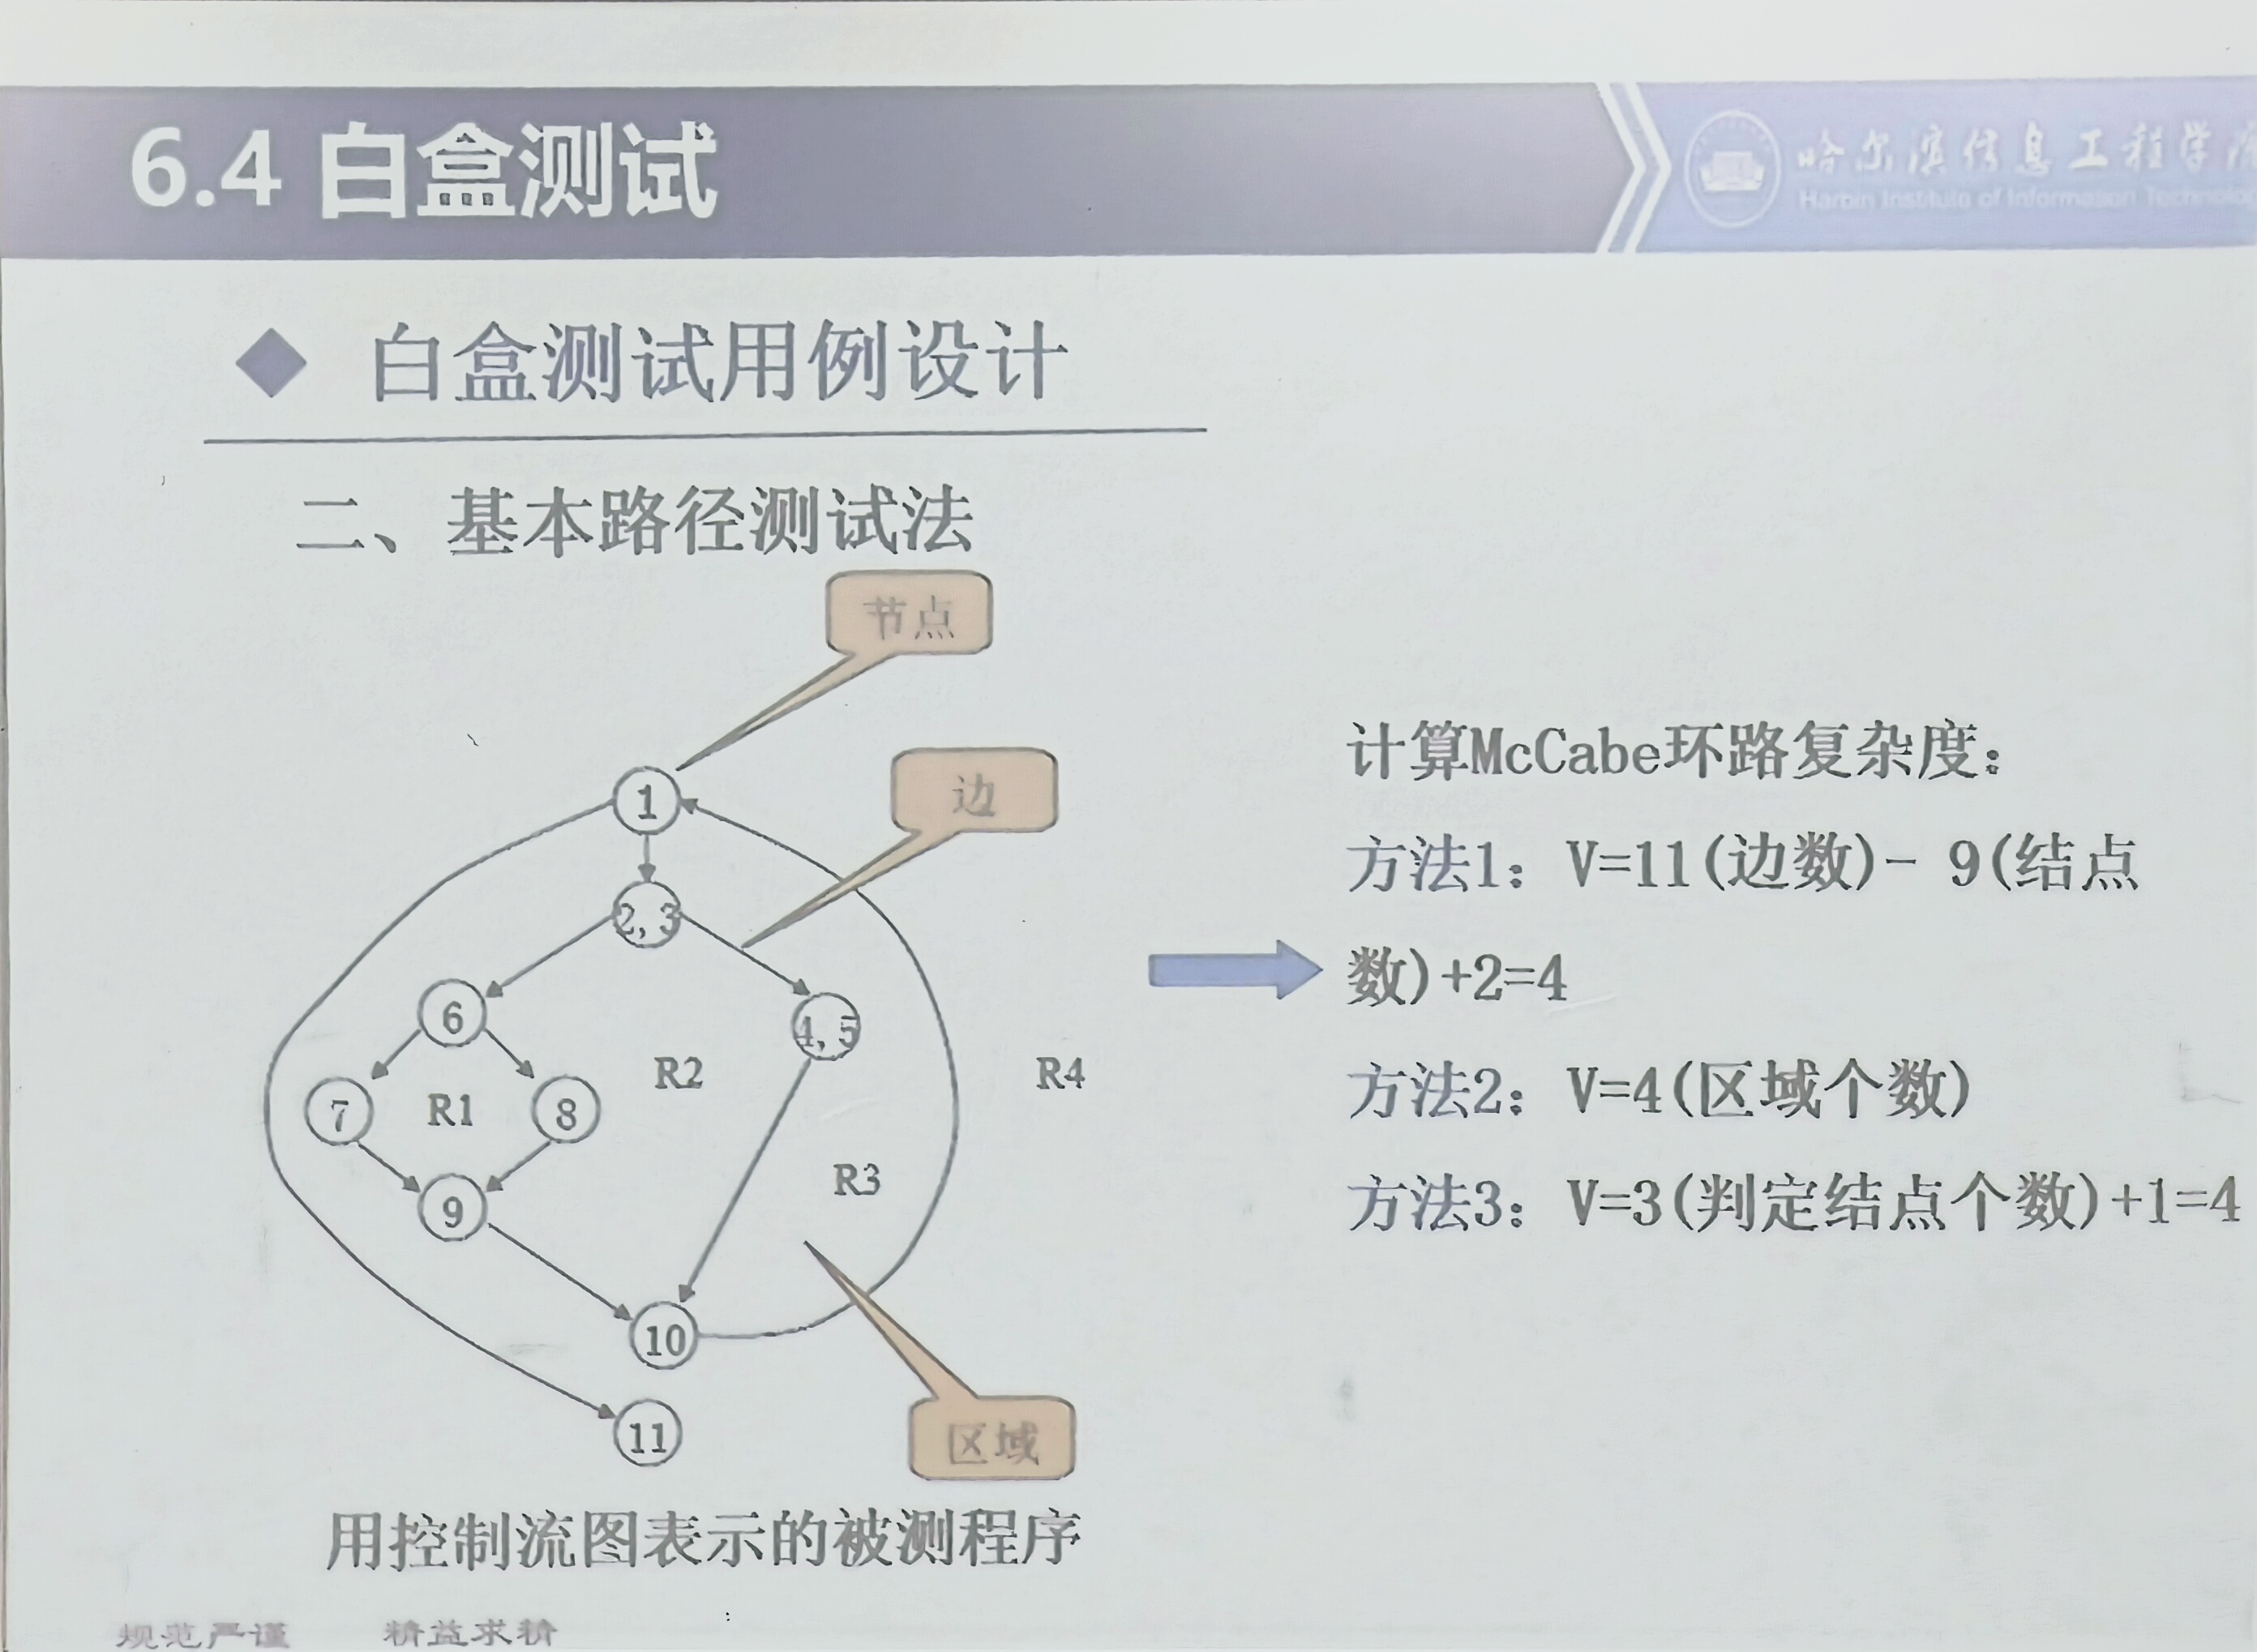 6.4 白盒测试
哈尔滨信息工程学
Harbin Institute of Information Technolo
白盒测试用例设计
二、基本路径测试法
节点
边
1
2,3
6
4,5
7
R1
8
R2
R4
9
R3
10
11
区域
用控制流图表示的被测程序
计算McCabe环路复杂度：
方法1：V=11(边数)- 9(结点
数)+2=4
方法2：V=4(区域个数)
方法3：V=3(判定结点个数)+1=4
规范严谨 精益求精